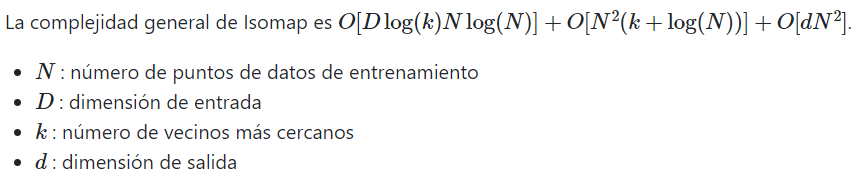 La complejidad general de Isomap es $O[D \log(k) N \log(N)] + O[N^2(k + \log(N))] + O[dN^2]$.
• $N$ : número de puntos de datos de entrenamiento
• $D$ : dimensión de entrada
• $k$ : número de vecinos más cercanos
• $d$ : dimensión de salida